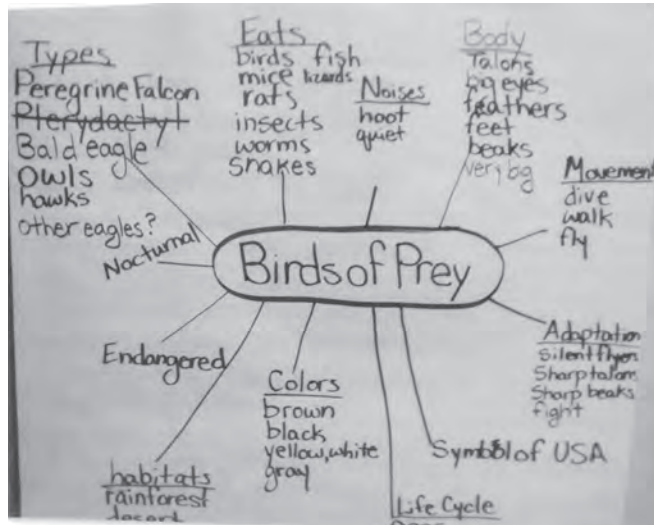 Types
Peregrine Falcon
Pterydactyl
Bald eagle
Owls
hawks
other eagles?
Eats
birds fish
mice lizards
rats
insects
worms
snakes
Noises
hoot
quiet
Body
Talons
big eyes
feathers
feet
beaks
very big
Movement
dive
walk
fly
Nocturnal
Birds of Prey
Endangered
Adaptation
Silent flyers
Sharp talons
Sharp beaks
fight
Colors
brown
black
yellow, white
gray
Symbol of USA
habitats
rainforest
desert
Life Cycle